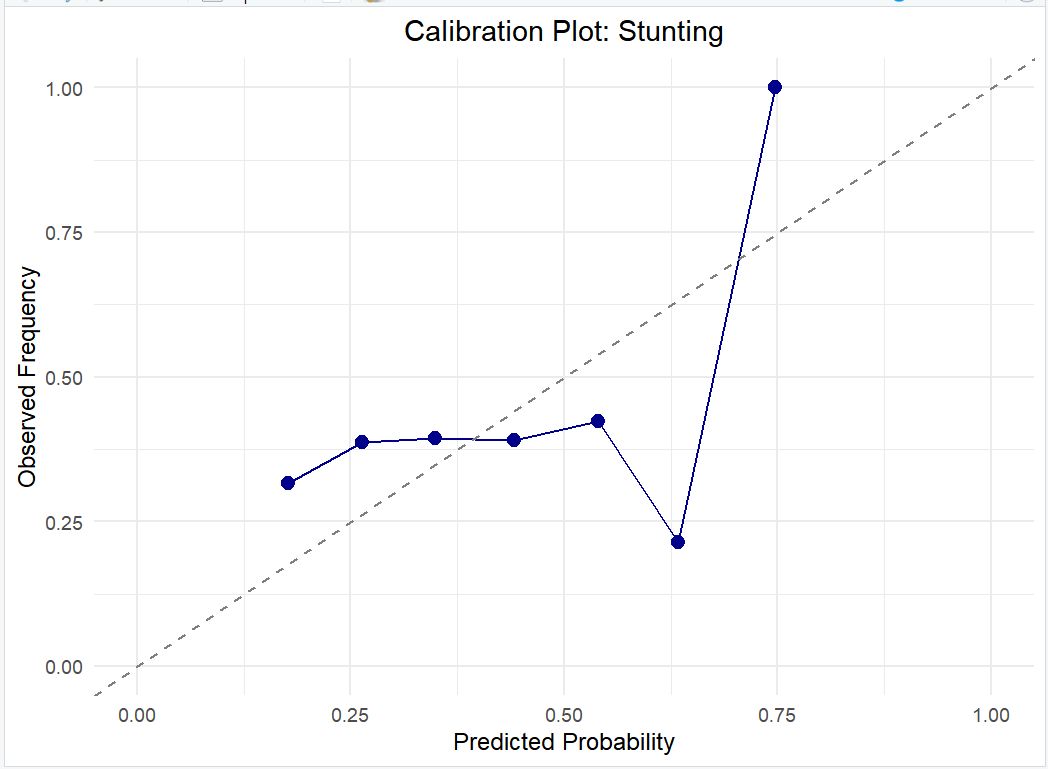 Calibration Plot: Stunting
1.00
0.75
0.50
0.25
0.00
Observed Frequency
0.00 0.25 0.50 0.75 1.00
Predicted Probability